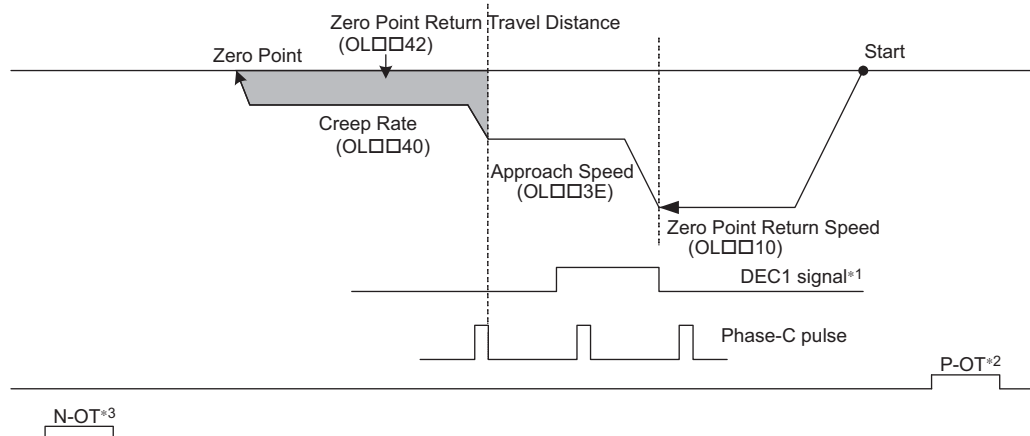 Zero Point Return Travel Distance
(OL□□42)
Zero Point
Start
Creep Rate
(OL□□40)
Approach Speed
(OL□□3E)
Zero Point Return Speed
(OL□□10)
DEC1 signal*1
Phase-C pulse
P-OT*2
N-OT*3